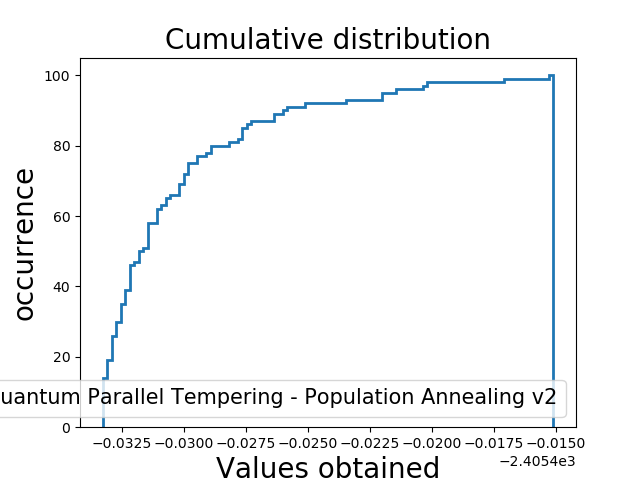 Cumulative distribution
100
80
60
40
20
0
occurrence
uantum Parallel Tempering - Population Annealing v2
−0.0325 −0.0300 −0.0275 −0.0250 −0.0225 −0.0200 −0.0175 −0.0150
−2.4054e3
Values obtained